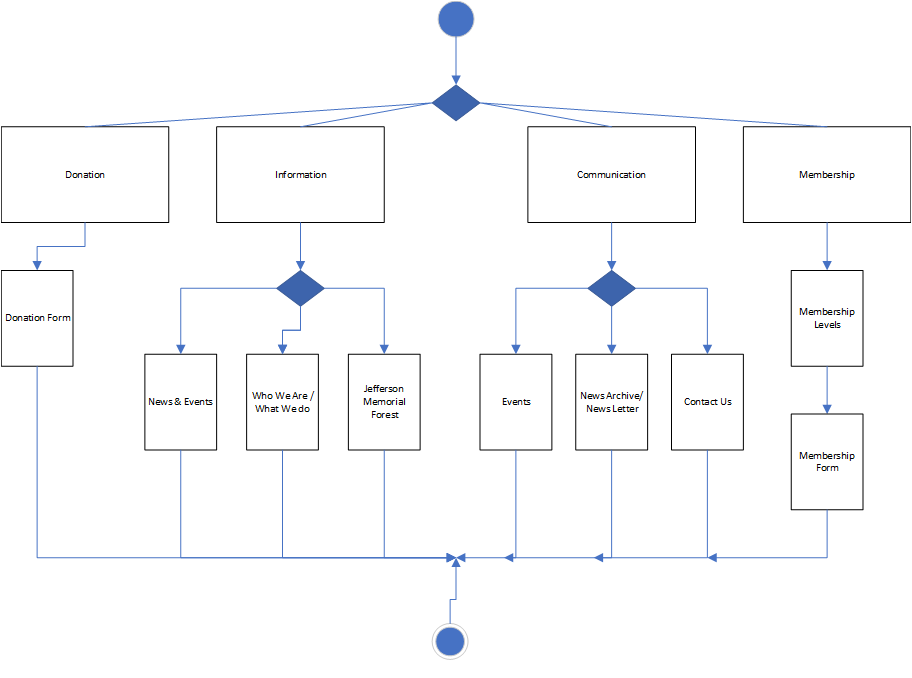 Donation
Information
Communication
Membership
Donation Form
Membership
Levels
News & Events
Who We Are /
What We do
Jefferson
Memorial
Forest
Events
News Archive/
News Letter
Contact Us
Membership
Form